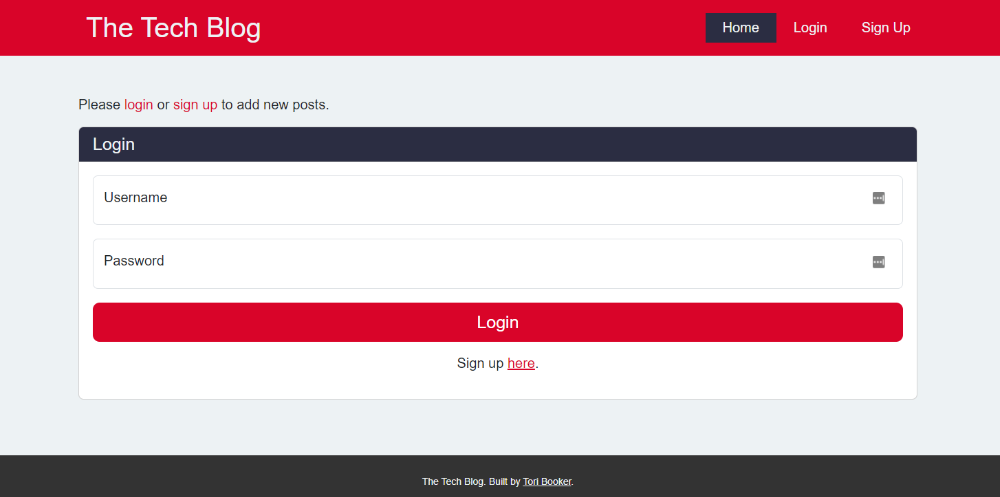 The Tech Blog
Home Login Sign Up
Please login or sign up to add new posts.
Login
Username
Password
Login
Sign up here.
The Tech Blog. Built by Tori Booker.